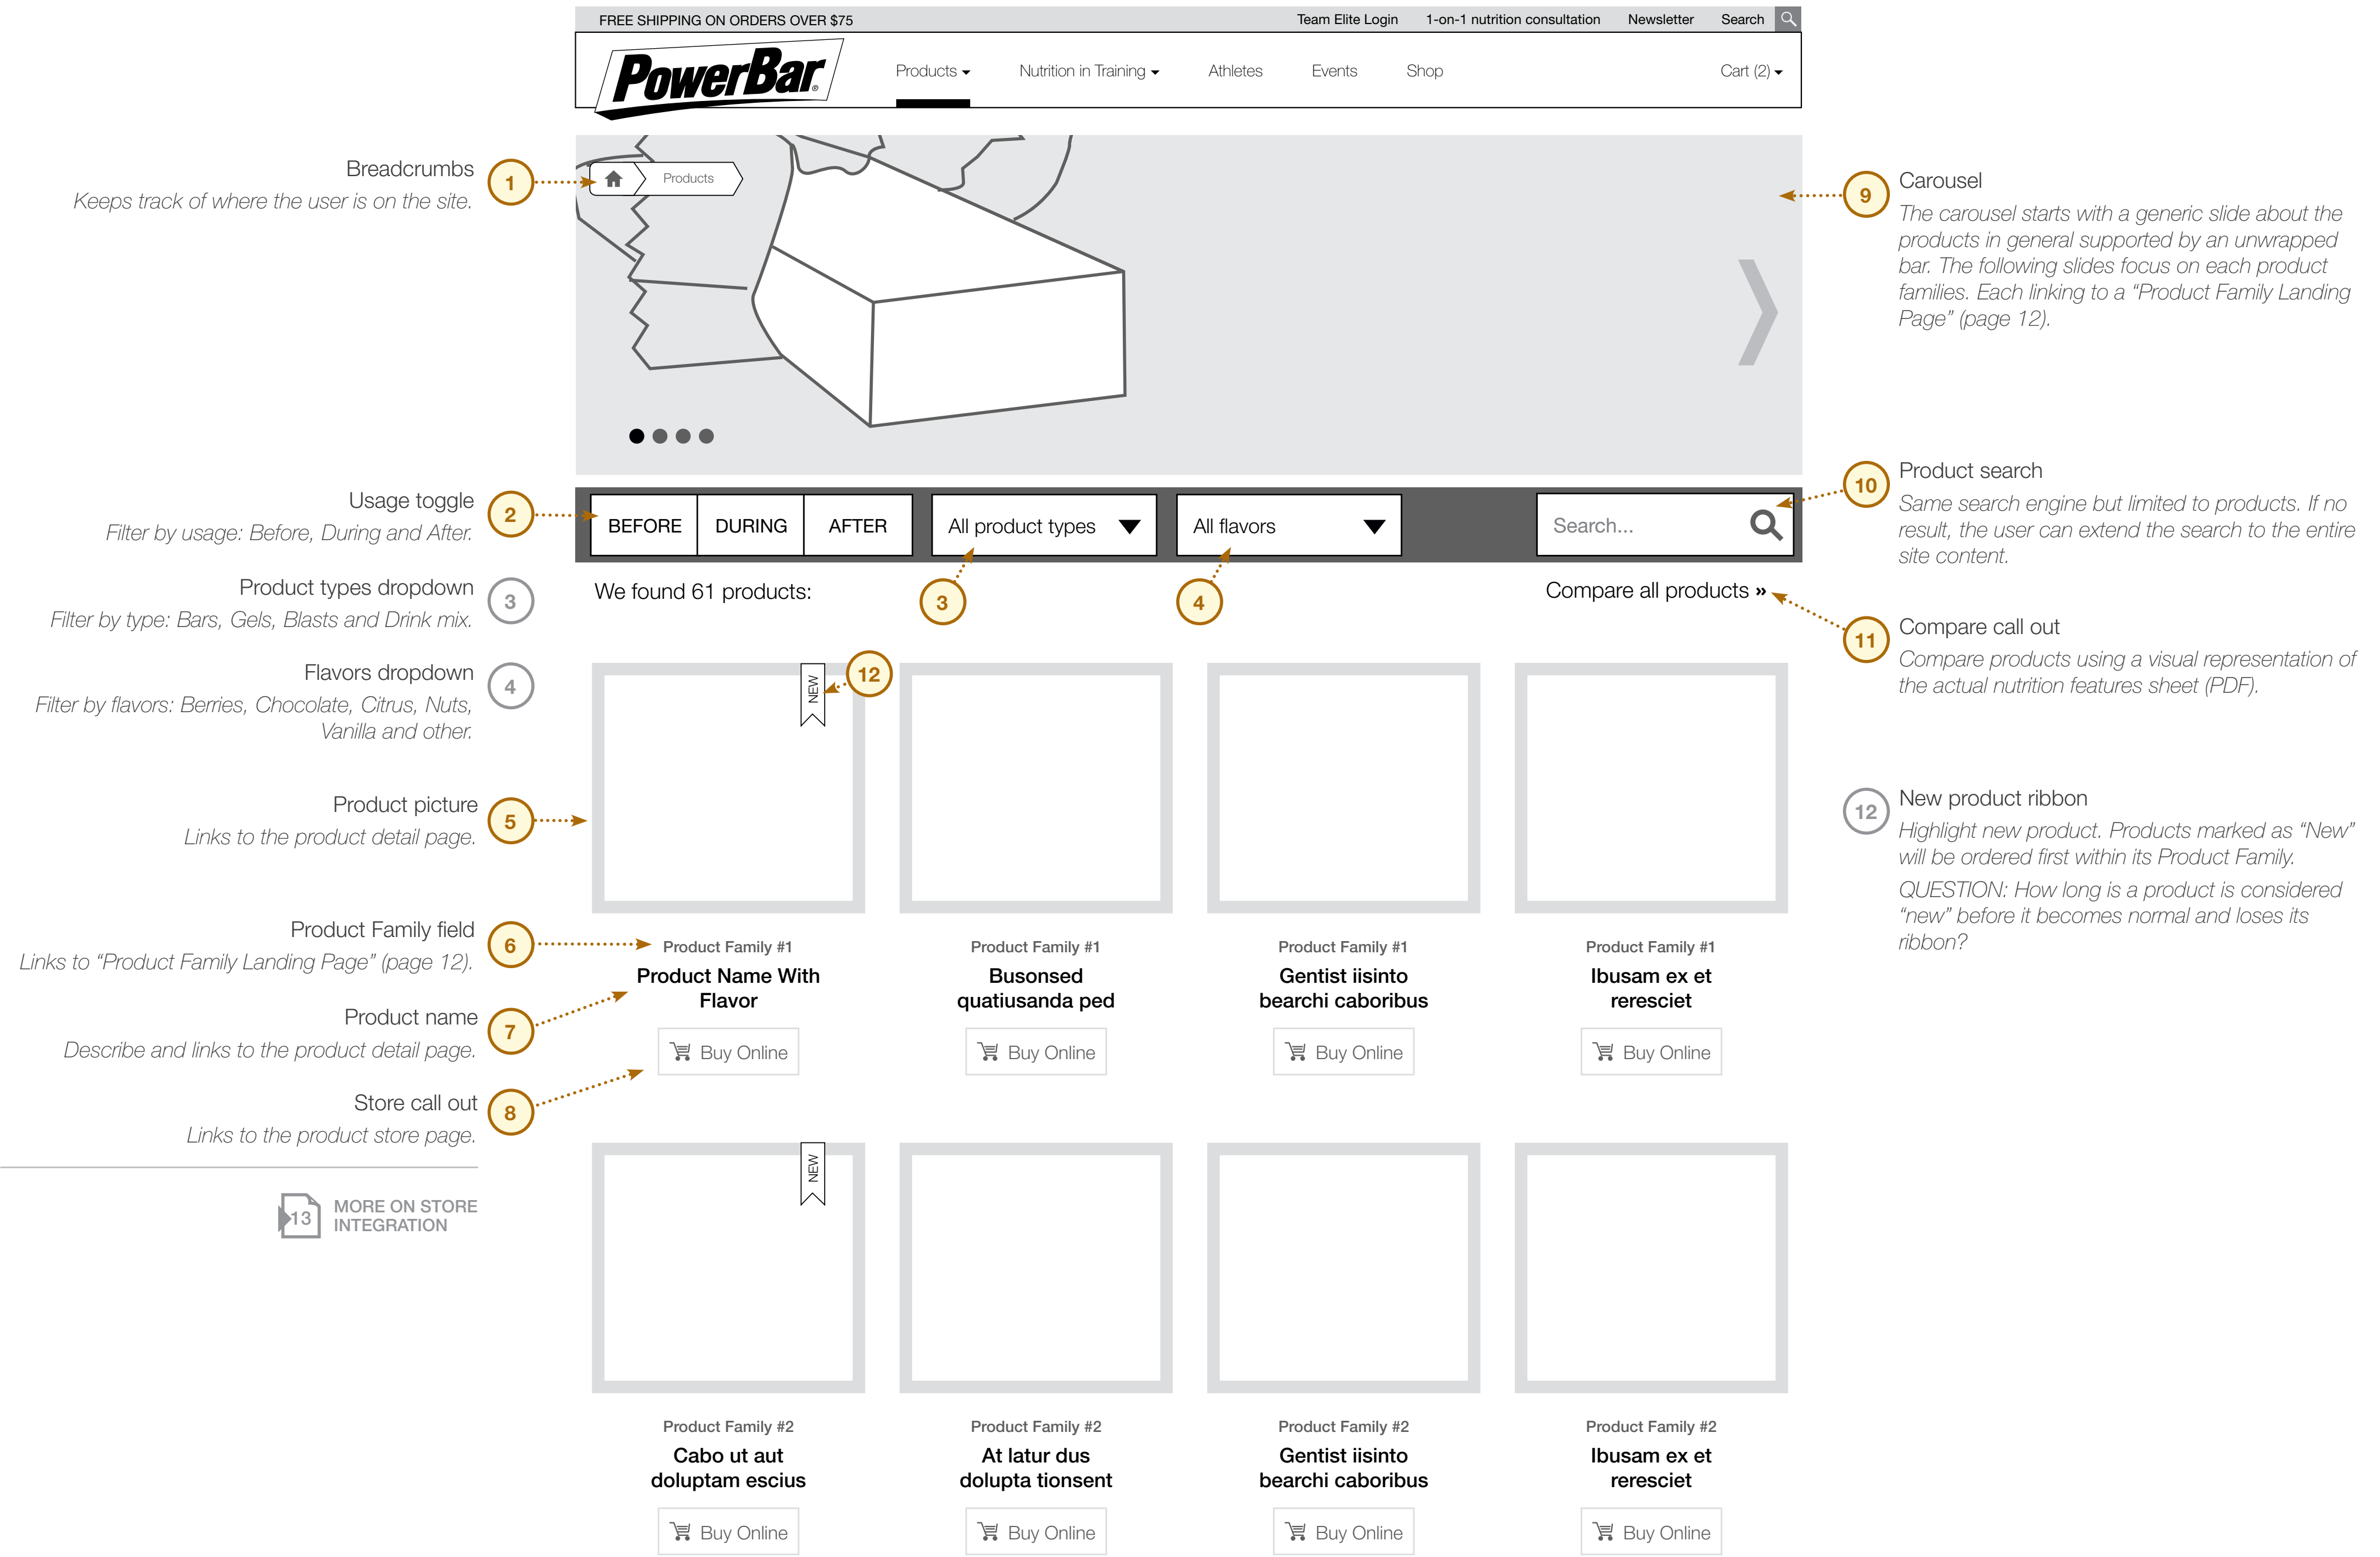 FREE SHIPPING ON ORDERS OVER $75
Team Elite Login
1-on-1 nutrition consultation
Newsletter
Search
PowerBar®
Products
Nutrition in Training
Athletes
Events
Shop
Cart (2)
Products
Breadcrumbs
1
Keeps track of where the user is on the site.
Usage toggle
2
Filter by usage: Before, During and After.
Product types dropdown
3
Filter by type: Bars, Gels, Blasts and Drink mix.
Flavors dropdown
4
Filter by flavors: Berries, Chocolate, Citrus, Nuts,
Vanilla and other.
Product picture
5
Links to the product detail page.
Product Family field
6
Links to “Product Family Landing Page” (page 12).
Product name
7
Describe and links to the product detail page.
Store call out
8
Links to the product store page.
13
MORE ON STORE
INTEGRATION
BEFORE
DURING
AFTER
All product types
All flavors
Search...
We found 61 products:
3
4
Compare all products »
NEW
12
Product Family #1
Product Name With
Flavor
Buy Online
Product Family #1
Busonsed
quatiusanda ped
Buy Online
Product Family #1
Gentist iisinto
bearchi caboribus
Buy Online
Product Family #1
Ibusam ex et
reresciet
Buy Online
NEW
Product Family #2
Cabo ut aut
doluptam escius
Buy Online
Product Family #2
At latur dus
dolupta tionsent
Buy Online
Product Family #2
Gentist iisinto
bearchi caboribus
Buy Online
Product Family #2
Ibusam ex et
reresciet
Buy Online
9
Carousel
The carousel starts with a generic slide about the
products in general supported by an unwrapped
bar. The following slides focus on each product
families. Each linking to a “Product Family Landing
Page” (page 12).
10
Product search
Same search engine but limited to products. If no
result, the user can extend the search to the entire
site content.
11
Compare call out
Compare products using a visual representation of
the actual nutrition features sheet (PDF).
12
New product ribbon
Highlight new product. Products marked as “New”
will be ordered first within its Product Family.
QUESTION: How long is a product is considered
“new” before it becomes normal and loses its
ribbon?